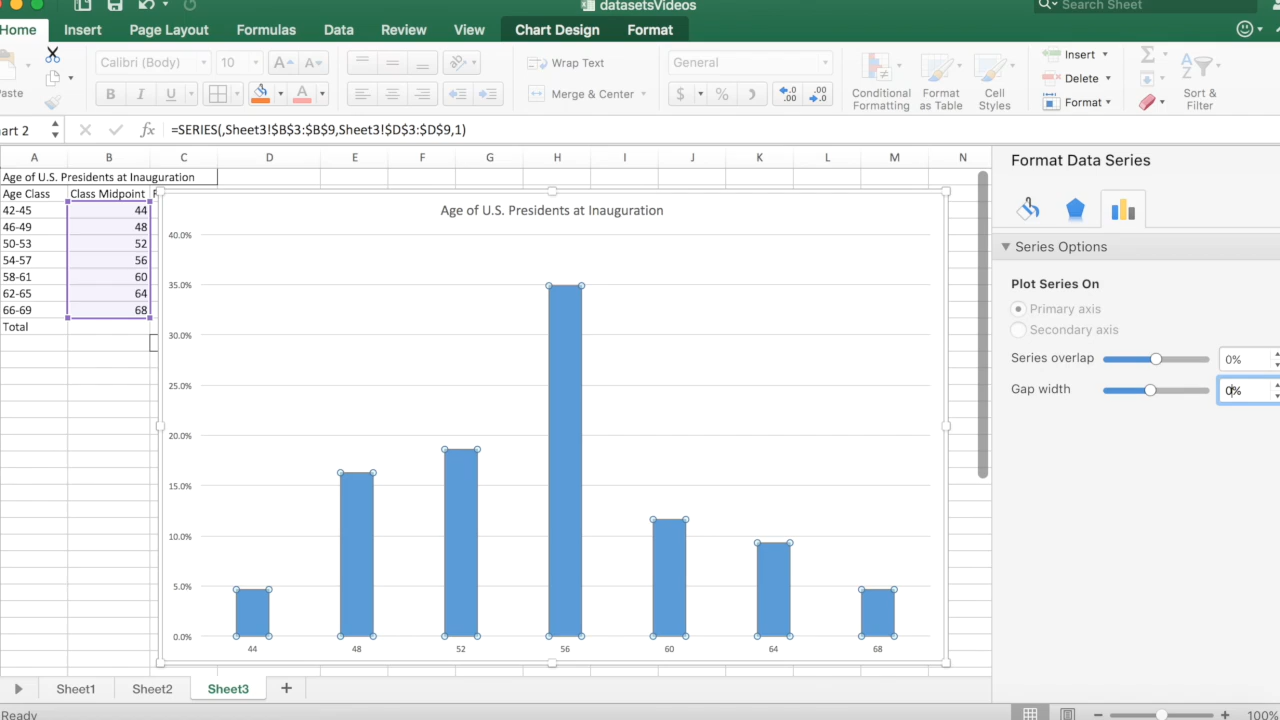 datasetsVideos
Search Sheet
Home Insert Page Layout Formulas Data Review View Chart Design Format
Calibri (Body) 10 A A Wrap Text General Insert
aste B I U A Merge & Center $ % Conditional Formatting Format as Table Cell Styles Delete Format Sort & Filter
art 2 fx =SERIES(,Sheet3!$B$3:$B$9,Sheet3!$D$3:$D$9,1)
A B C D E F G H I J K L M N
Age of U.S. Presidents at Inauguration
Age Class Class Midpoint
42-45 44
46-49 48
50-53 52
54-57 56
58-61 60
62-65 64
66-69 68
Total
Age of U.S. Presidents at Inauguration
40.0%
35.0%
30.0%
25.0%
20.0%
15.0%
10.0%
5.0%
0.0%
44 48 52 56 60 64 68
Format Data Series
Series Options
Plot Series On
Primary axis
Secondary axis
Series overlap 0%
Gap width 0%
Sheet1 Sheet2 Sheet3 +
Ready
100%